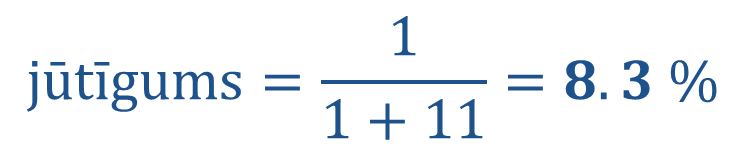 jūtīgums = 1 / (1 + 11) = 8.3 %